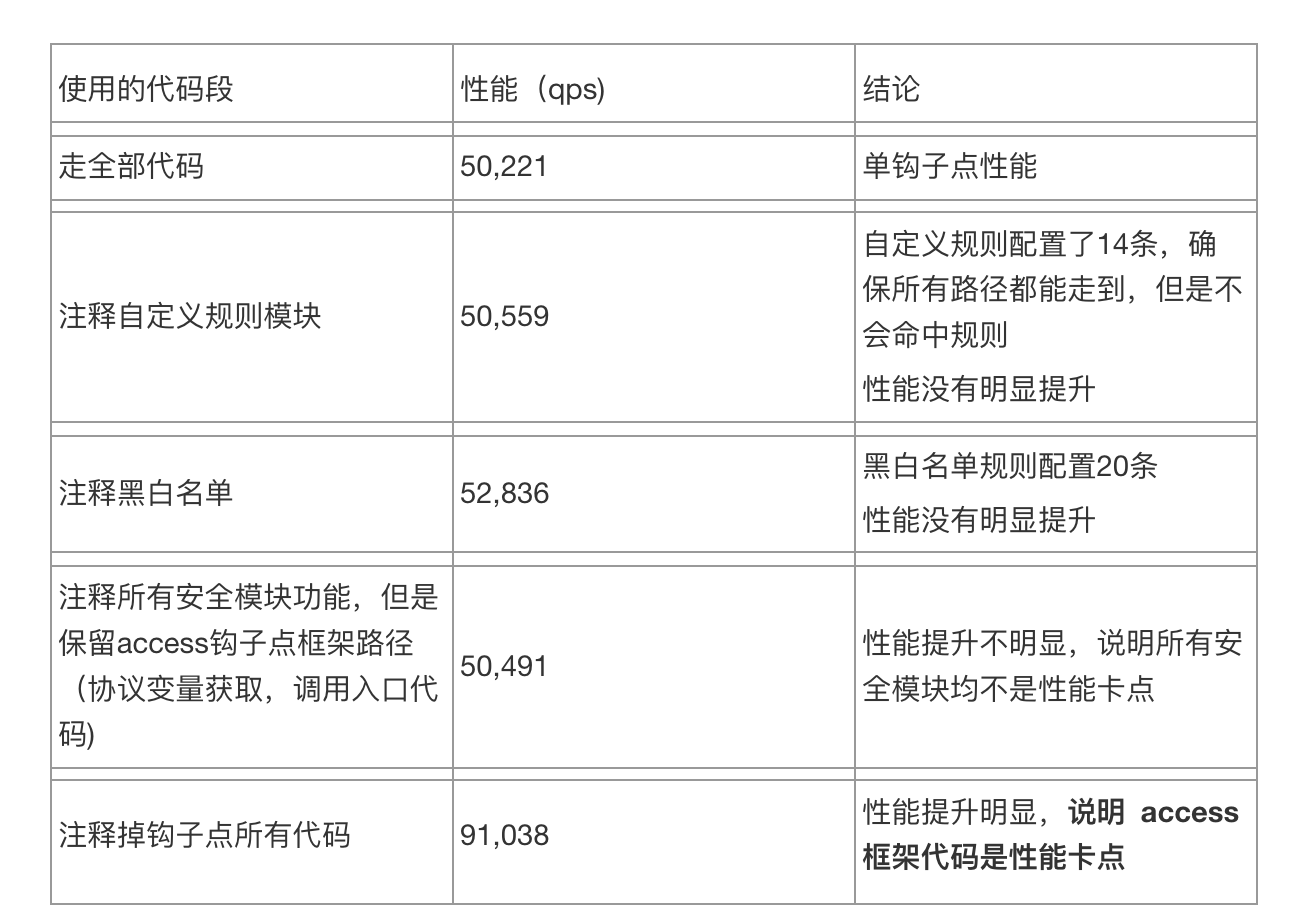 使用的代码段
性能（qps)
结论
走全部代码
50,221
单钩子点性能
注释自定义规则模块
50,559
自定义规则配置了14条，确
保所有路径都能走到，但是不
会命中规则
性能没有明显提升
注释黑白名单
52,836
黑白名单规则配置20条
性能没有明显提升
注释所有安全模块功能，但是
保留access钩子点框架路径
（协议变量获取，调用入口代
码)
50,491
性能提升不明显，说明所有安
全模块均不是性能卡点
注释掉钩子点所有代码
91,038
性能提升明显，说明 access
框架代码是性能卡点